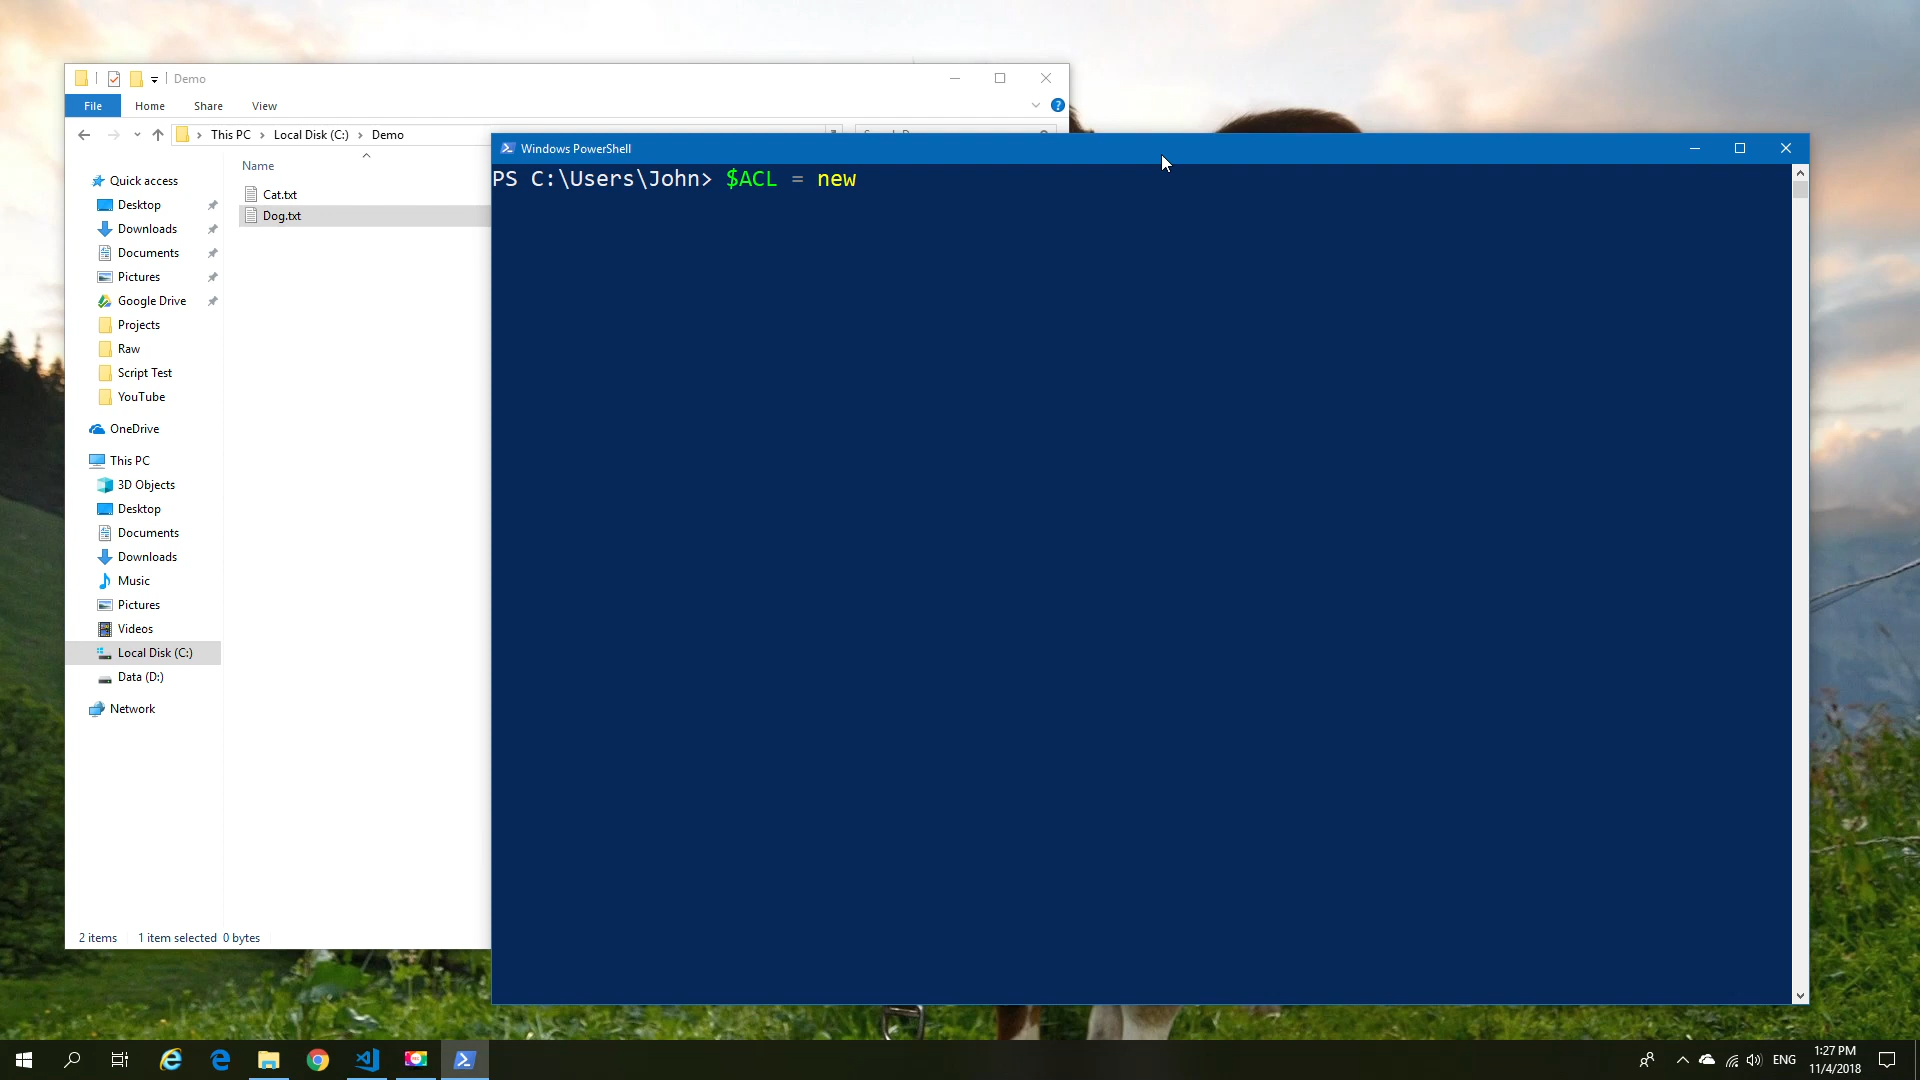 Demo
File Home Share View
This PC > Local Disk (C:) > Demo
Windows PowerShell
PS C:\Users\John> $ACL = new
Name
Cat.txt
Dog.txt
Quick access
Desktop
Downloads
Documents
Pictures
Google Drive
Projects
Raw
Script Test
YouTube
OneDrive
This PC
3D Objects
Desktop
Documents
Downloads
Music
Pictures
Videos
Local Disk (C:)
Data (D:)
Network
2 items 1 item selected 0 bytes
ENG
1:27 PM
11/4/2018